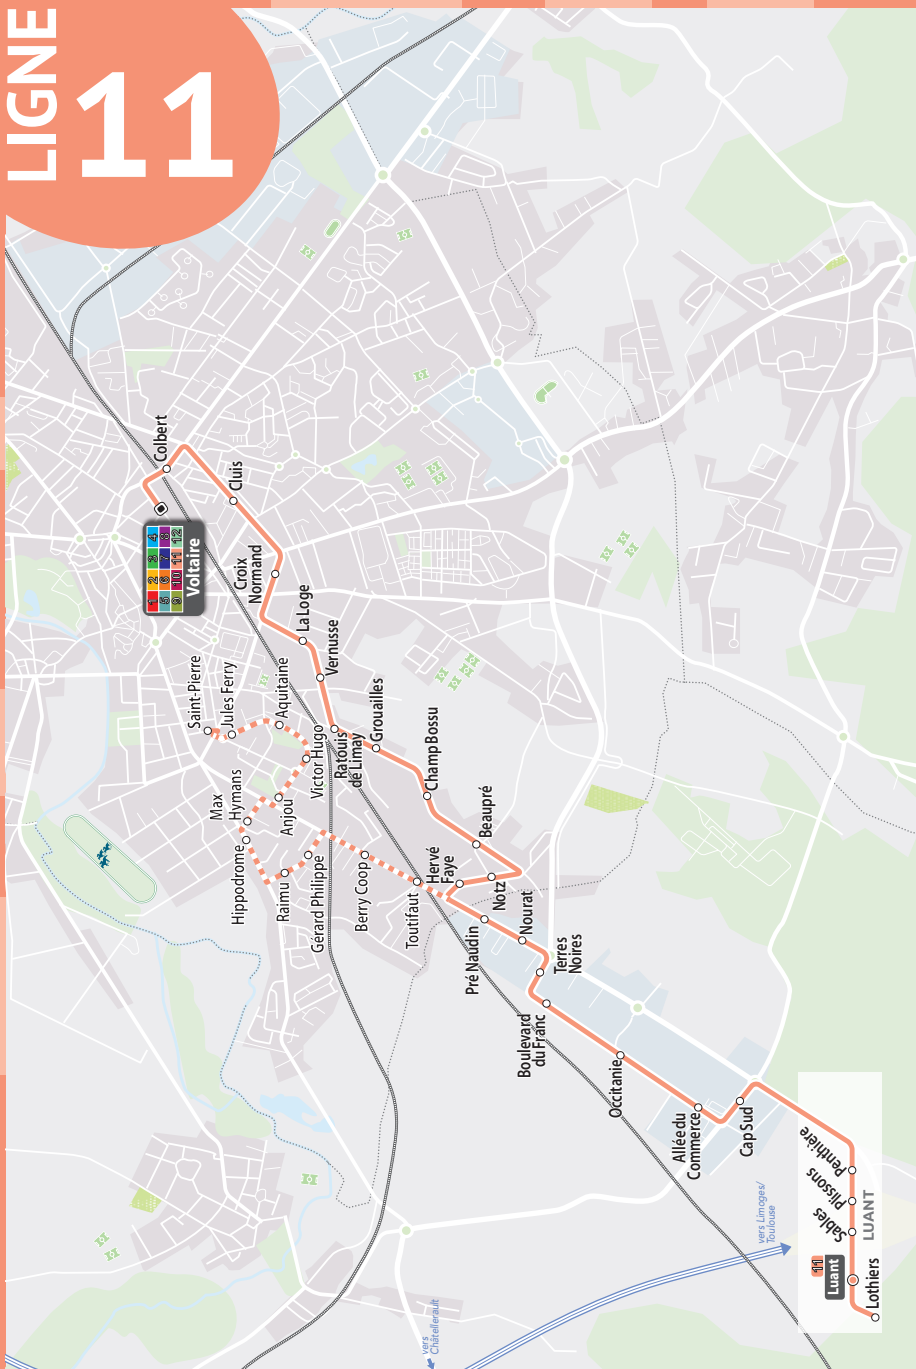 LIGNE
11
Colbert
Cluis
1 2 3 4
5 6 7 8
9 10 11 12
Voltaire
Croix
Normand
La Loge
Vernusse
Saint-Pierre
Jules Ferry
Aquitaine
Victor Hugo
Ratouis
de Limay
Grouailles
Champ Bossu
Max
Hymans
Anjou
Hippodrome
Raimu
Gérard Philippe
Berry Coop
Toutifaut
Hervé
Faye
Beaupré
Notz
Nourat
Pré Naudin
Terres
Noires
Boulevard
du Franc
Occitanie
Allée du
Commerce
Cap Sud
Penthière
Plissons
Sables
LUANT
11
Luant
Lothiers
vers Limoges/
Toulouse
vers
Châtellerault